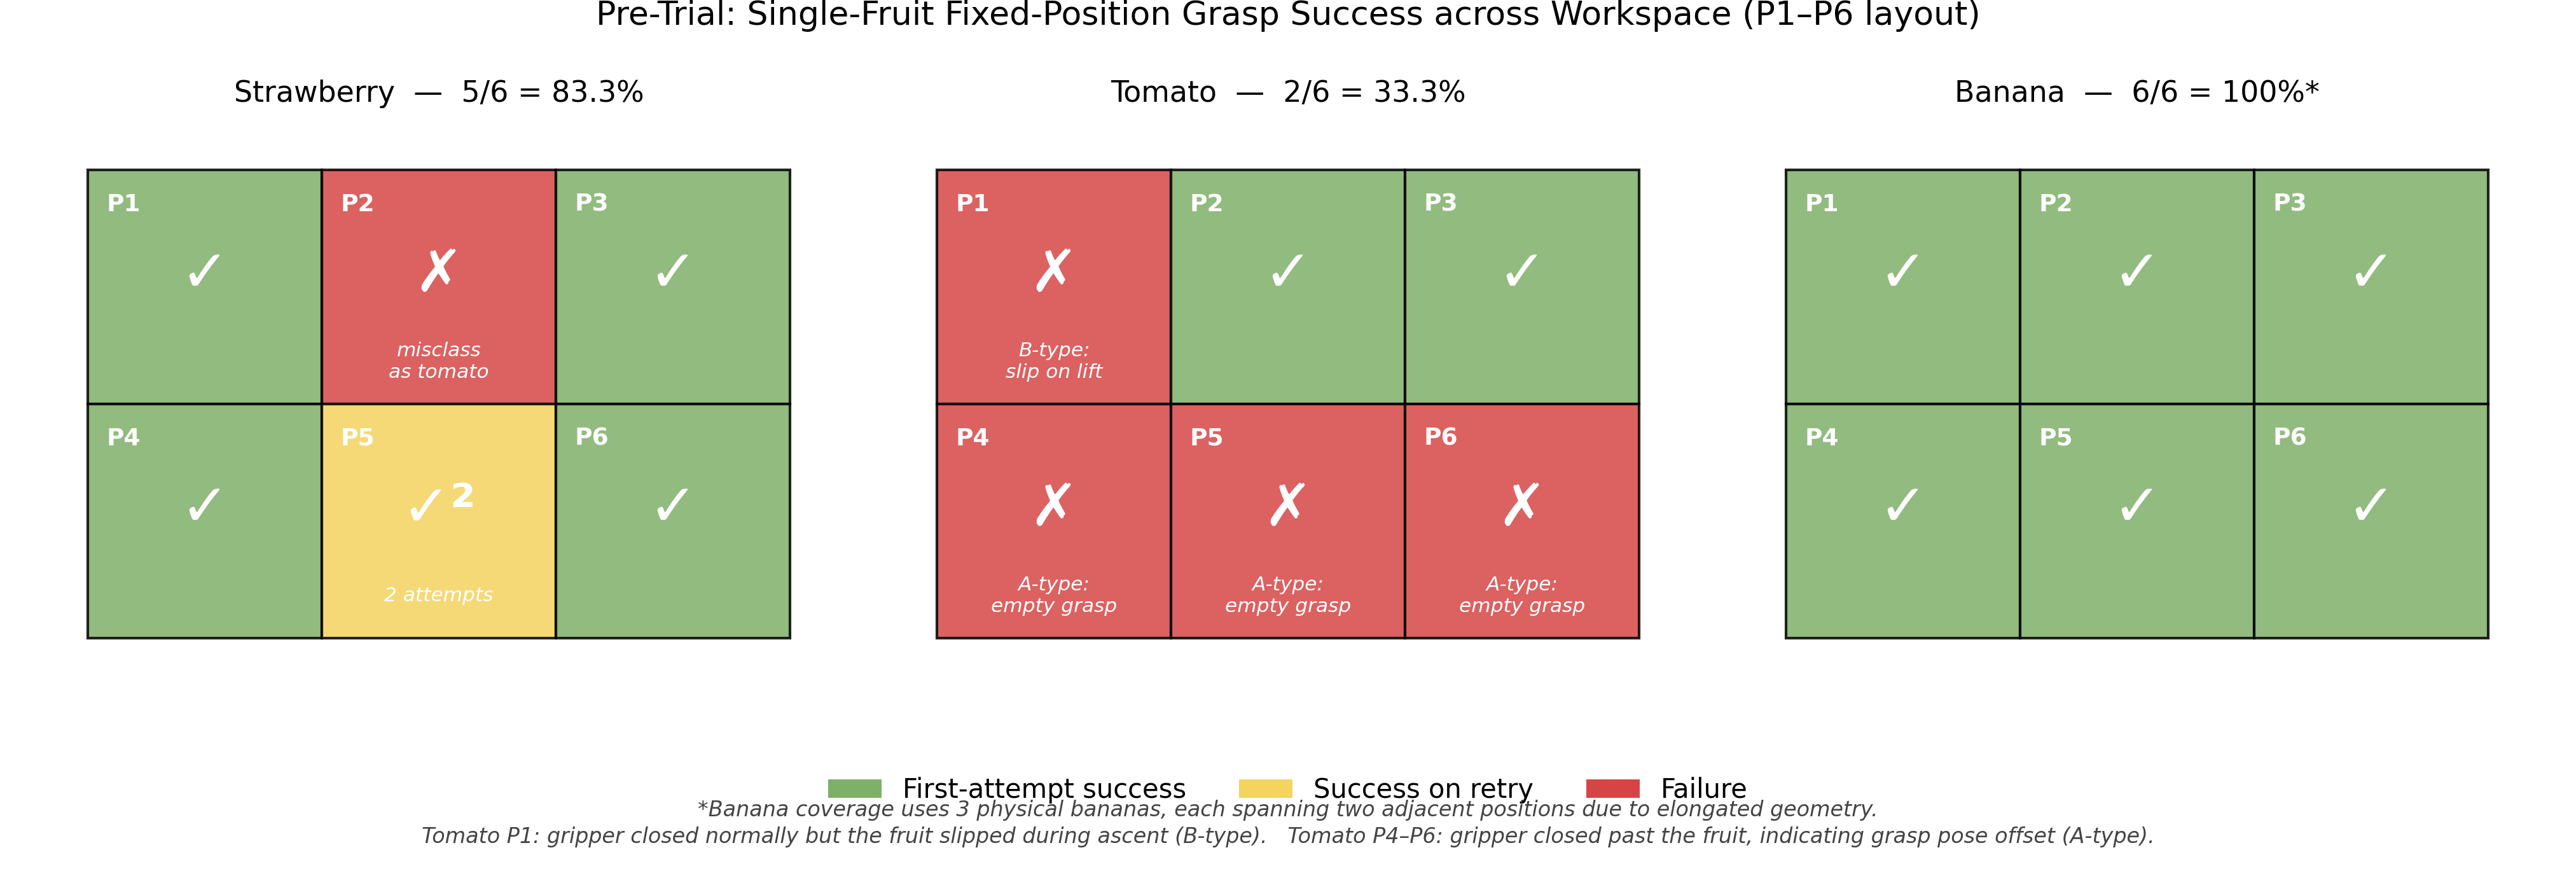 Pre-Trial: Single-Fruit Fixed-Position Grasp Success across Workspace (P1–P6 layout)
Strawberry — 5/6 = 83.3%
P1
✓
P2
✗
misclass
as tomato
P3
✓
P4
✓
P5
✓²
2 attempts
P6
✓
Tomato — 2/6 = 33.3%
P1
✗
B-type:
slip on lift
P2
✓
P3
✓
P4
✗
A-type:
empty grasp
P5
✗
A-type:
empty grasp
P6
✗
A-type:
empty grasp
Banana — 6/6 = 100%*
P1
✓
P2
✓
P3
✓
P4
✓
P5
✓
P6
✓
First-attempt success
Success on retry
Failure
*Banana coverage uses 3 physical bananas, each spanning two adjacent positions due to elongated geometry.
Tomato P1: gripper closed normally but the fruit slipped during ascent (B-type). Tomato P4–P6: gripper closed past the fruit, indicating grasp pose offset (A-type).